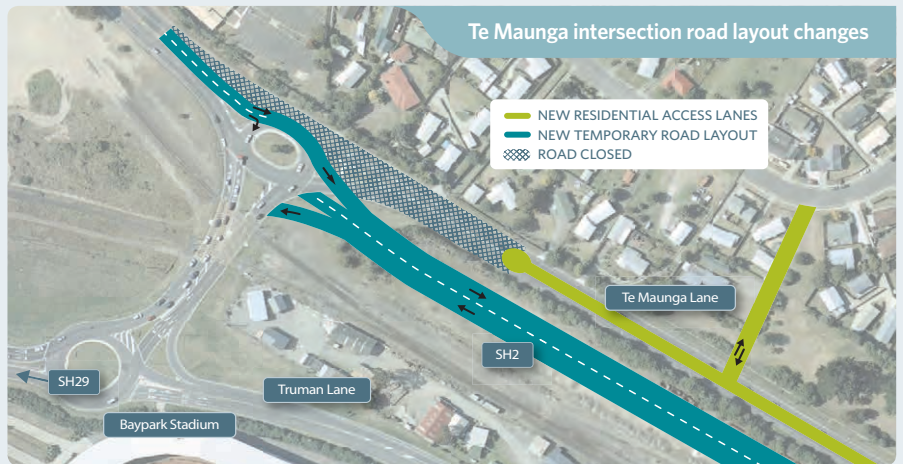 Te Maunga intersection road layout changes
NEW RESIDENTIAL ACCESS LANES
NEW TEMPORARY ROAD LAYOUT
ROAD CLOSED
Te Maunga Lane
SH2
SH29
Truman Lane
Baypark Stadium